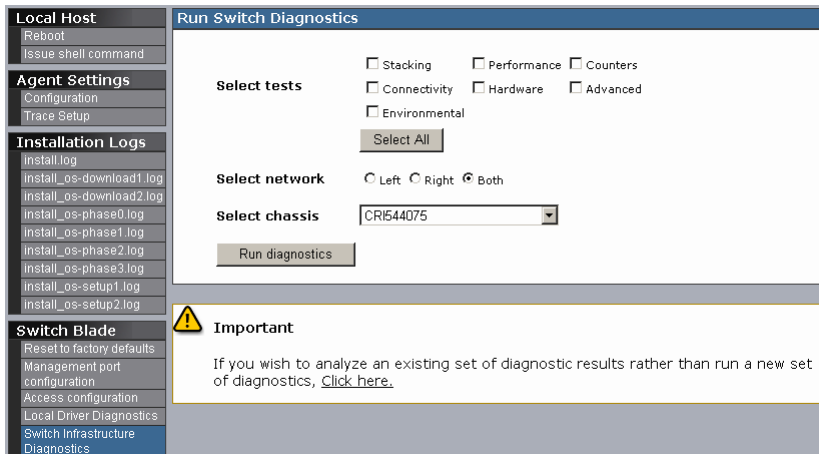 Local Host
Reboot
Issue shell command
Agent Settings
Configuration
Trace Setup
Installation Logs
install.log
install_os-download1.log
install_os-download2.log
install_os-phase0.log
install_os-phase1.log
install_os-phase2.log
install_os-phase3.log
install_os-setup1.log
install_os-setup2.log
Switch Blade
Reset to factory defaults
Management port
configuration
Access configuration
Local Driver Diagnostics
Switch Infrastructure
Diagnostics
Run Switch Diagnostics
Select tests
Stacking Performance Counters
Connectivity Hardware Advanced
Environmental
Select All
Select network Left Right Both
Select chassis CRI544075
Run diagnostics
Important
If you wish to analyze an existing set of diagnostic results rather than run a new set
of diagnostics, Click here.